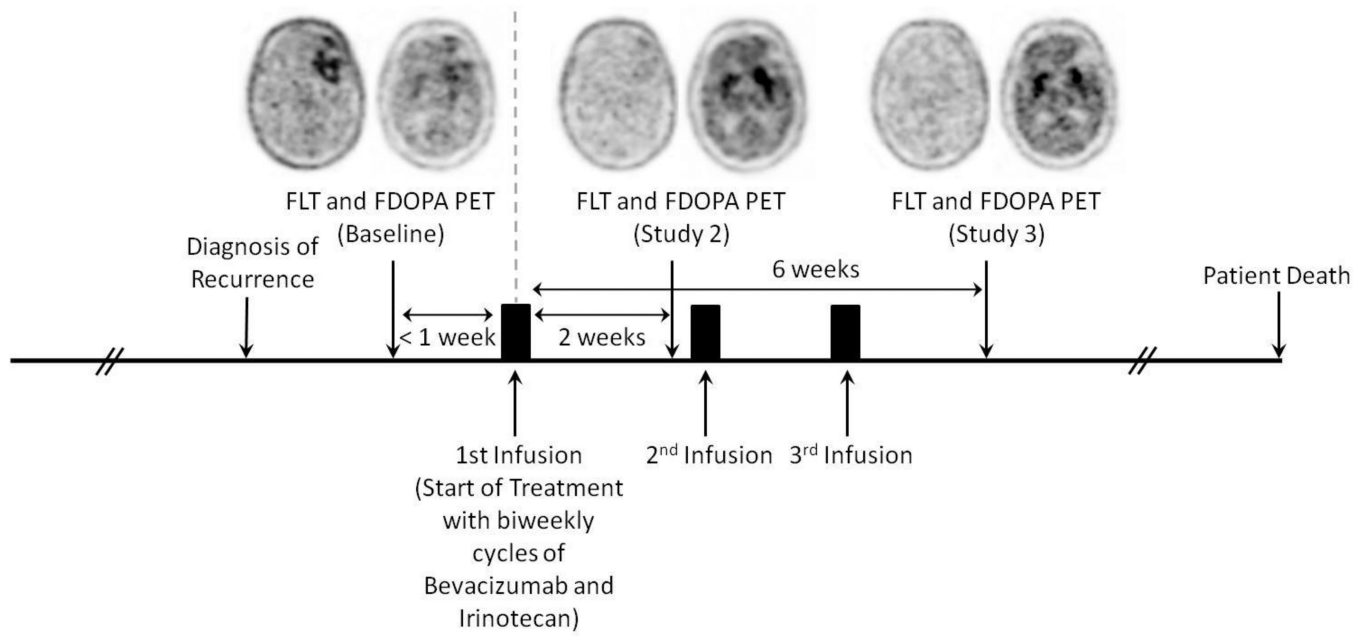 FLT and FDOPA PET
(Baseline)
FLT and FDOPA PET
(Study 2)
FLT and FDOPA PET
(Study 3)
Diagnosis of
Recurrence
6 weeks
Patient Death
< 1 week
2 weeks
1st Infusion
(Start of Treatment
with biweekly
cycles of
Bevacizumab and
Irinotecan)
2nd Infusion
3rd Infusion